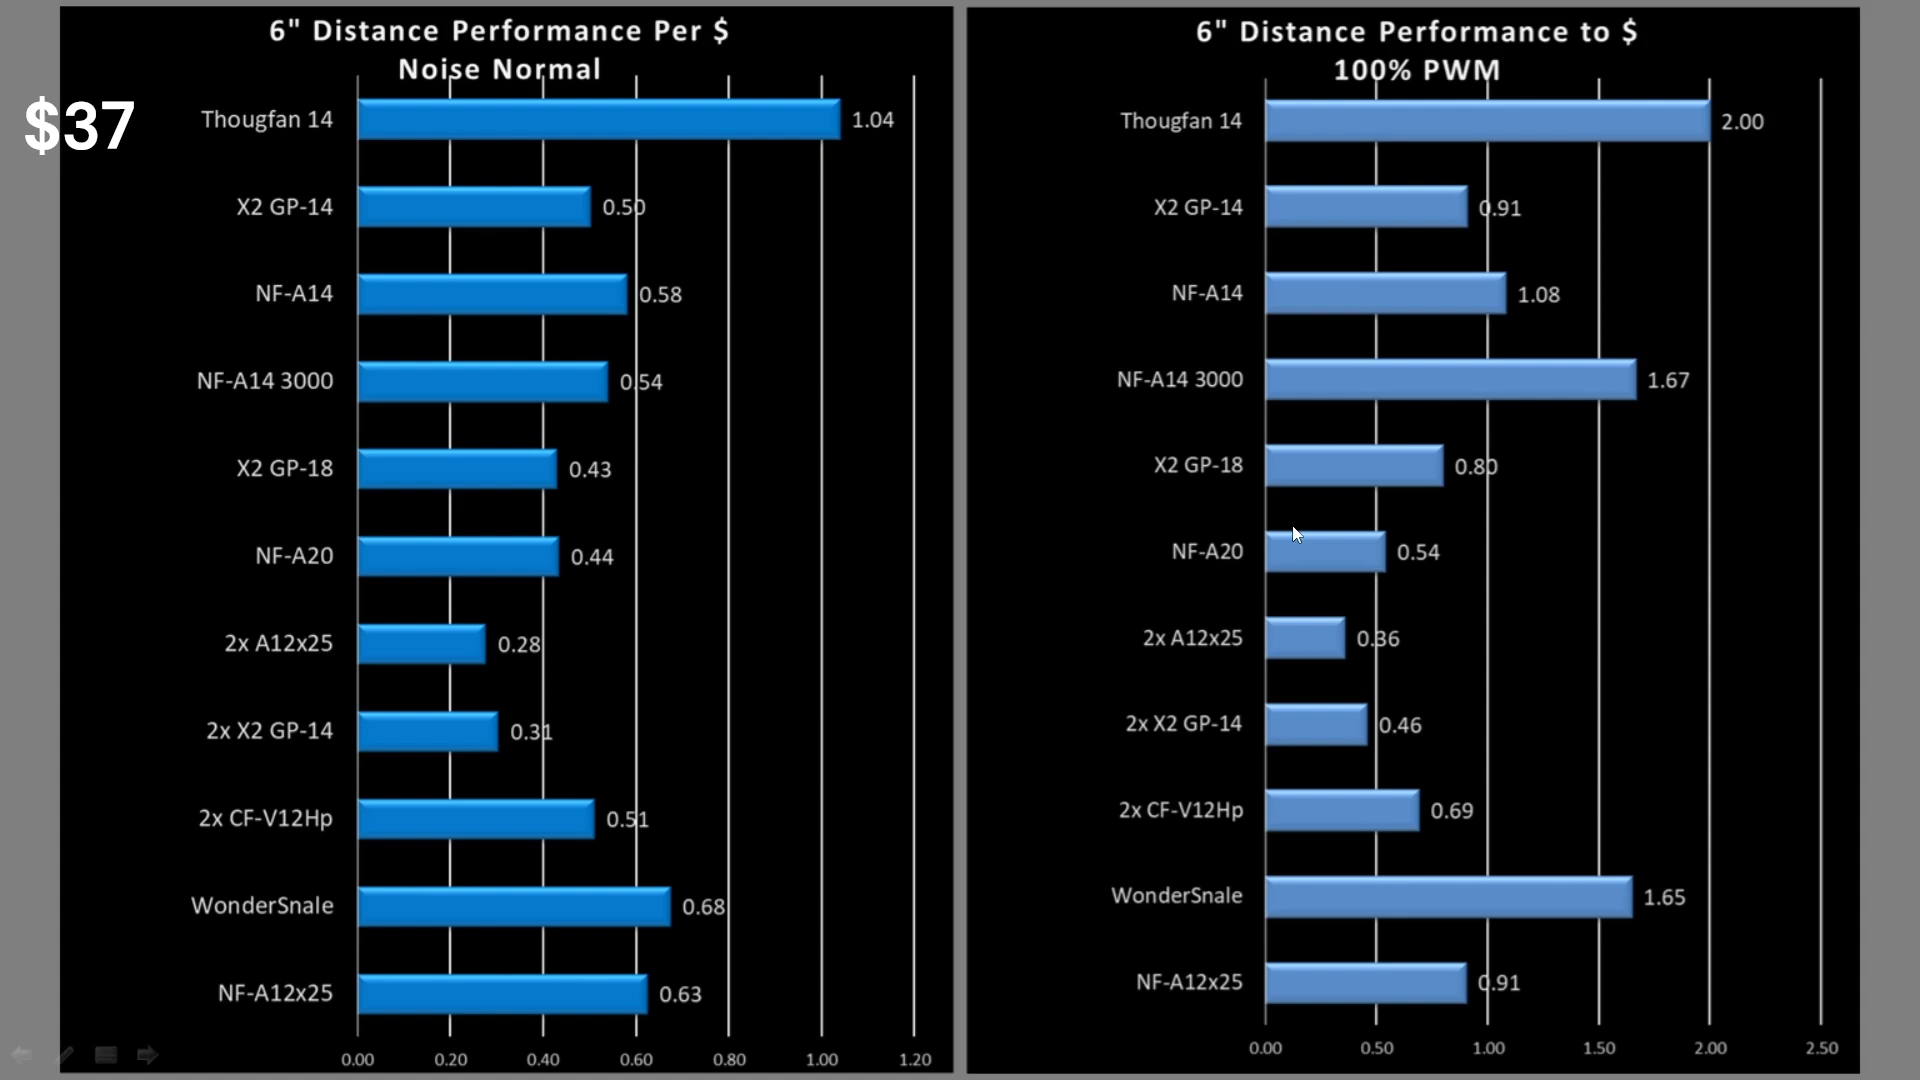 6" Distance Performance Per $
Noise Normal
$37
Thougfan 14 1.04
X2 GP-14 0.50
NF-A14 0.58
NF-A14 3000 0.54
X2 GP-18 0.43
NF-A20 0.44
2x A12x25 0.28
2x X2 GP-14 0.31
2x CF-V12Hp 0.51
WonderSnale 0.68
NF-A12x25 0.63
0.00 0.20 0.40 0.60 0.80 1.00 1.20
6" Distance Performance to $
100% PWM
Thougfan 14 2.00
X2 GP-14 0.91
NF-A14 1.08
NF-A14 3000 1.67
X2 GP-18 0.80
NF-A20 0.54
2x A12x25 0.36
2x X2 GP-14 0.46
2x CF-V12Hp 0.69
WonderSnale 1.65
NF-A12x25 0.91
0.00 0.50 1.00 1.50 2.00 2.50